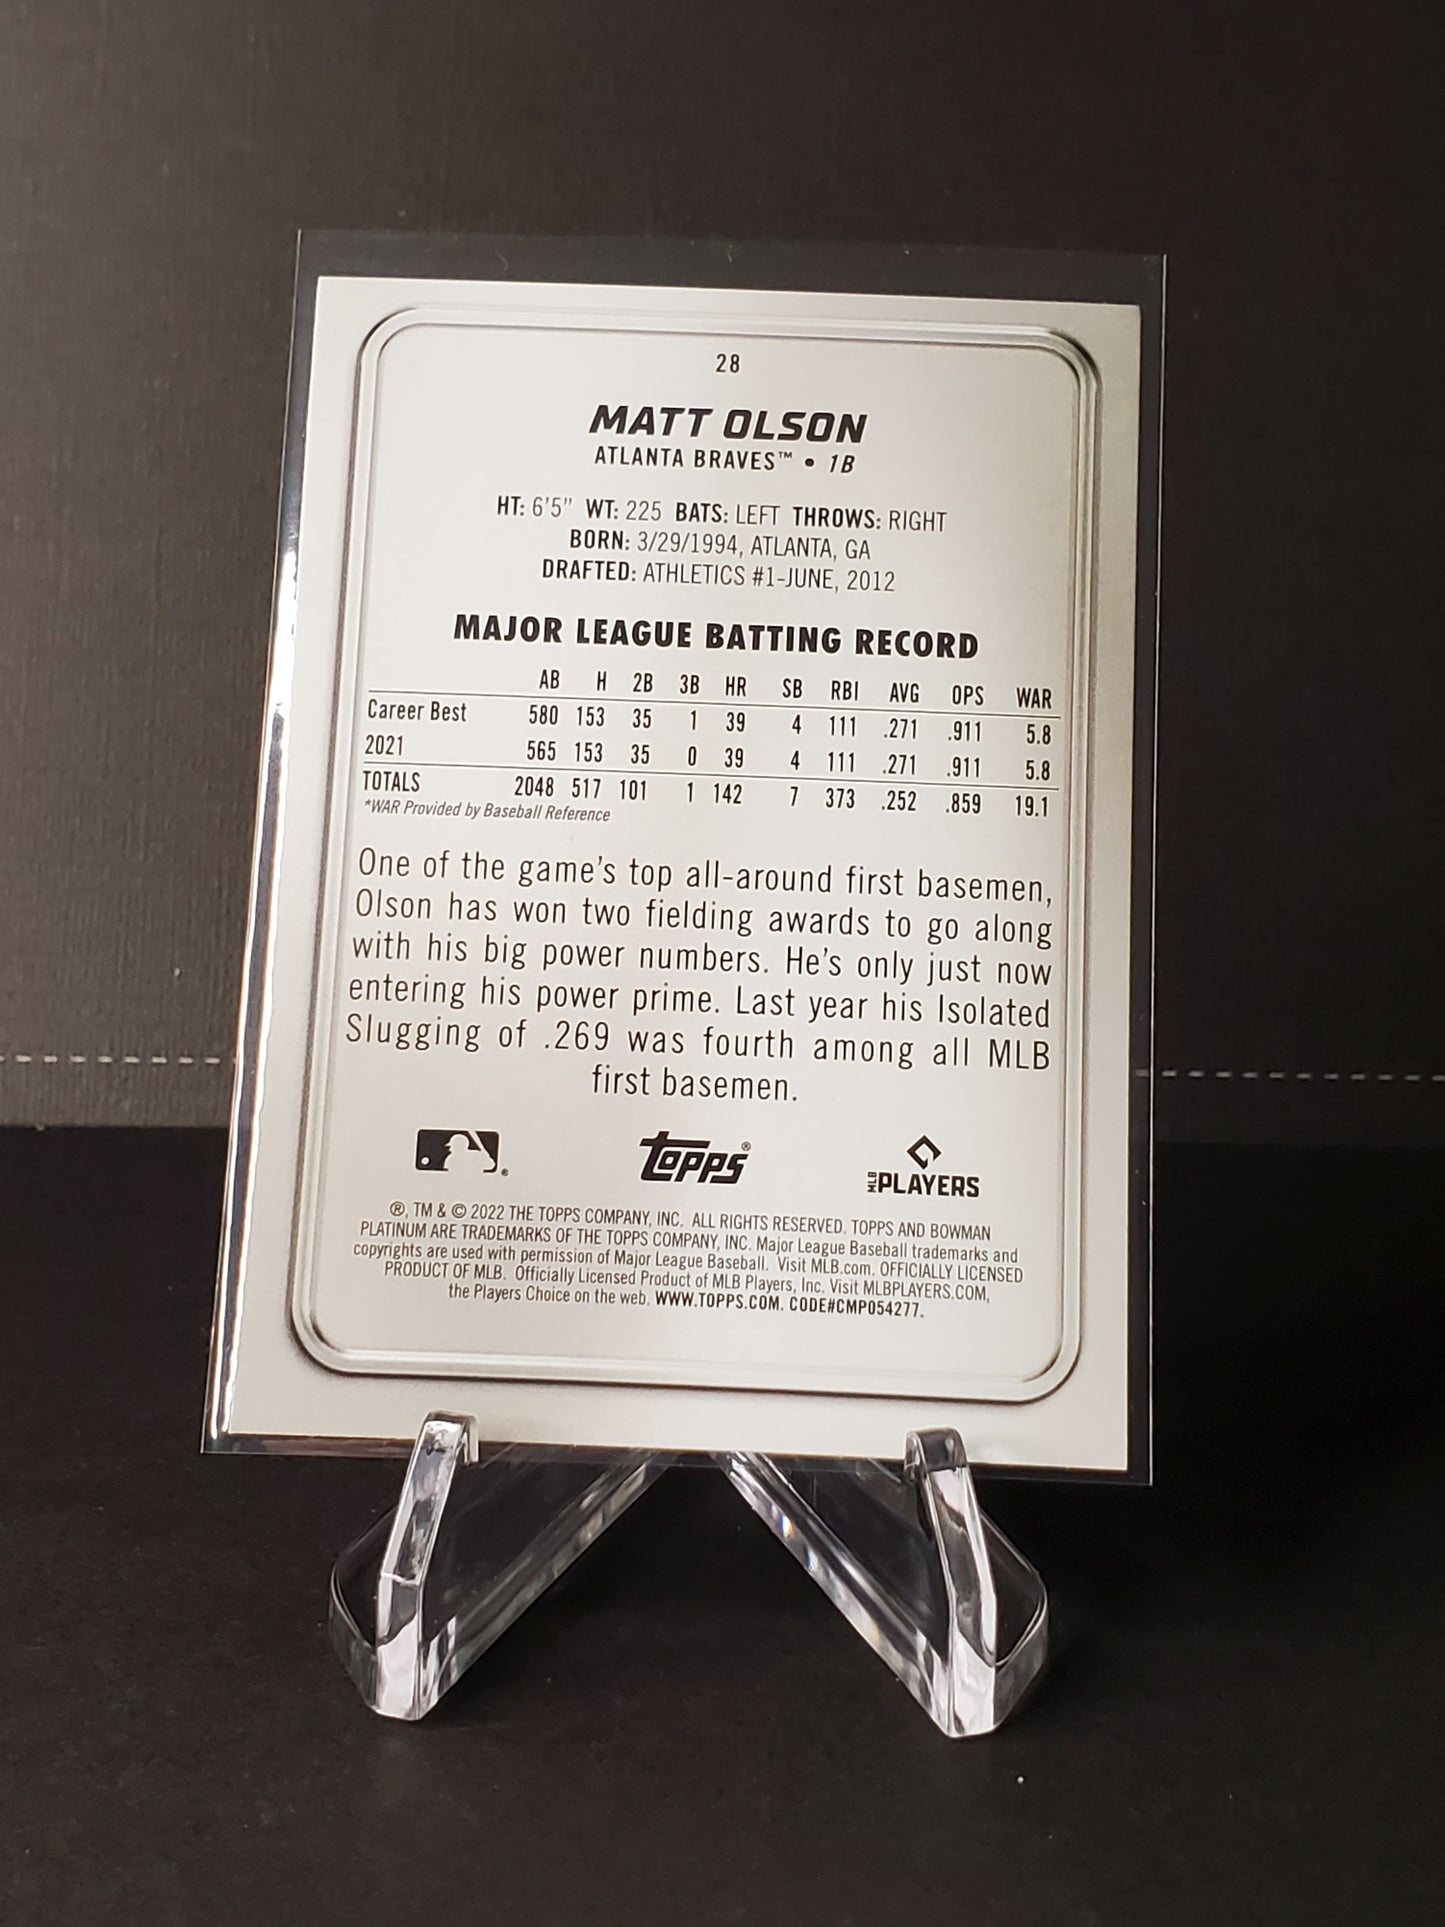 28
MATT OLSON
ATLANTA BRAVES™ • 1B
HT: 6'5" WT: 225 BATS: LEFT THROWS: RIGHT
BORN: 3/29/1994, ATLANTA, GA
DRAFTED: ATHLETICS #1-JUNE, 2012
MAJOR LEAGUE BATTING RECORD
AB H 2B 3B HR SB RBI AVG OPS WAR
Career Best 580 153 35 1 39 4 111 .271 .911 5.8
2021 565 153 35 0 39 4 111 .271 .911 5.8
TOTALS 2048 517 101 1 142 7 373 .252 .859 19.1
*WAR Provided by Baseball Reference
One of the game's top all-around first basemen,
Olson has won two fielding awards to go along
with his big power numbers. He's only just now
entering his power prime. Last year his Isolated
Slugging of .269 was fourth among all MLB
first basemen.
Topps®
MLB PLAYERS
®, TM & © 2022 THE TOPPS COMPANY, INC. ALL RIGHTS RESERVED. TOPPS AND BOWMAN
PLATINUM ARE TRADEMARKS OF THE TOPPS COMPANY, INC. Major League Baseball trademarks and
copyrights are used with permission of Major League Baseball. Visit MLB.com. OFFICIALLY LICENSED
PRODUCT OF MLB. Officially Licensed Product of MLB Players, Inc. Visit MLBPLAYERS.COM,
the Players Choice on the web. WWW.TOPPS.COM. CODE#CMP054277.